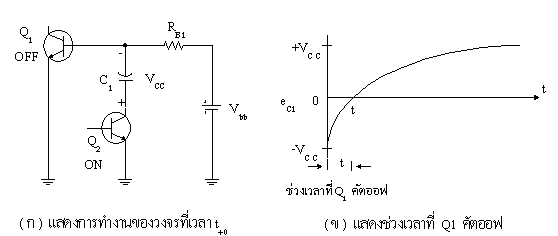 Q1
OFF
RB1
-
C1
VCC
+
Vbb
Q2
ON
(ก) แสดงการทำงานของวงจรที่เวลา t+0
+VCC
eC1
0
t
t
-VCC
t
ช่วงเวลาที่ Q1 คัตออฟ
(ข) แสดงช่วงเวลาที่ Q1 คัตออฟ